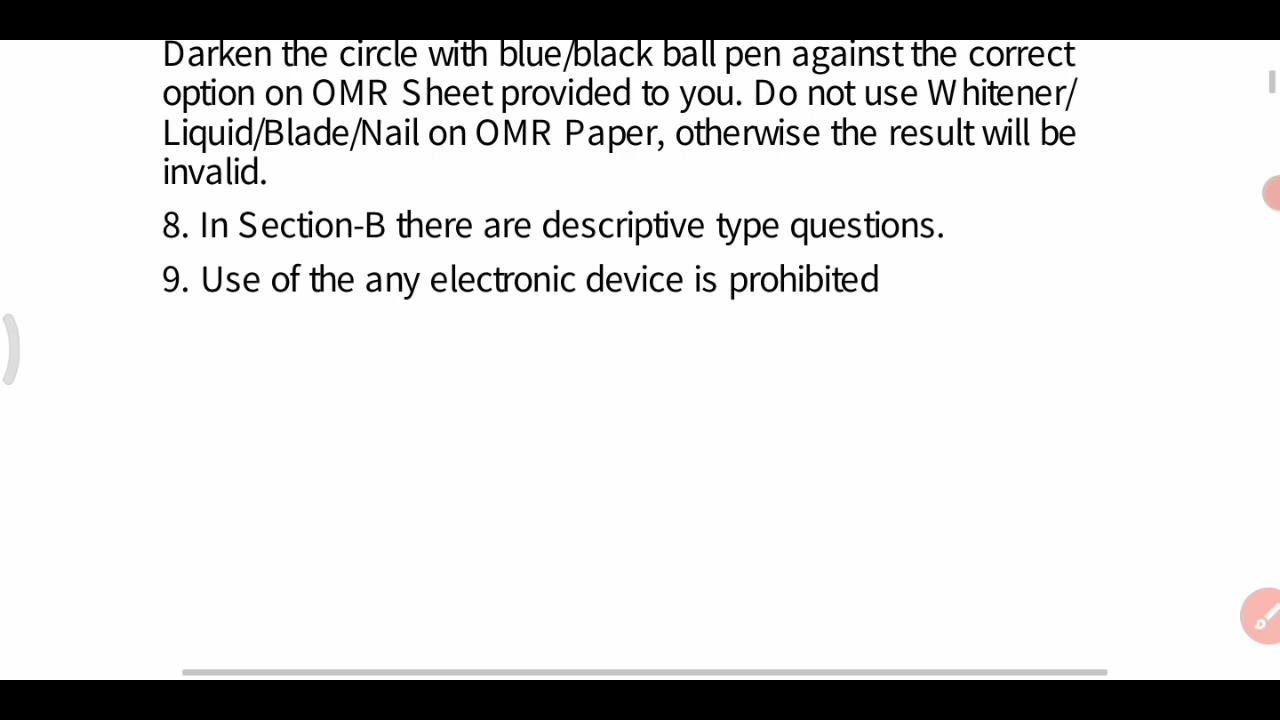 Darken the circle with blue/black ball pen against the correct
option on OMR Sheet provided to you. Do not use Whitener/
Liquid/Blade/Nail on OMR Paper, otherwise the result will be
invalid.
8. In Section-B there are descriptive type questions.
9. Use of the any electronic device is prohibited